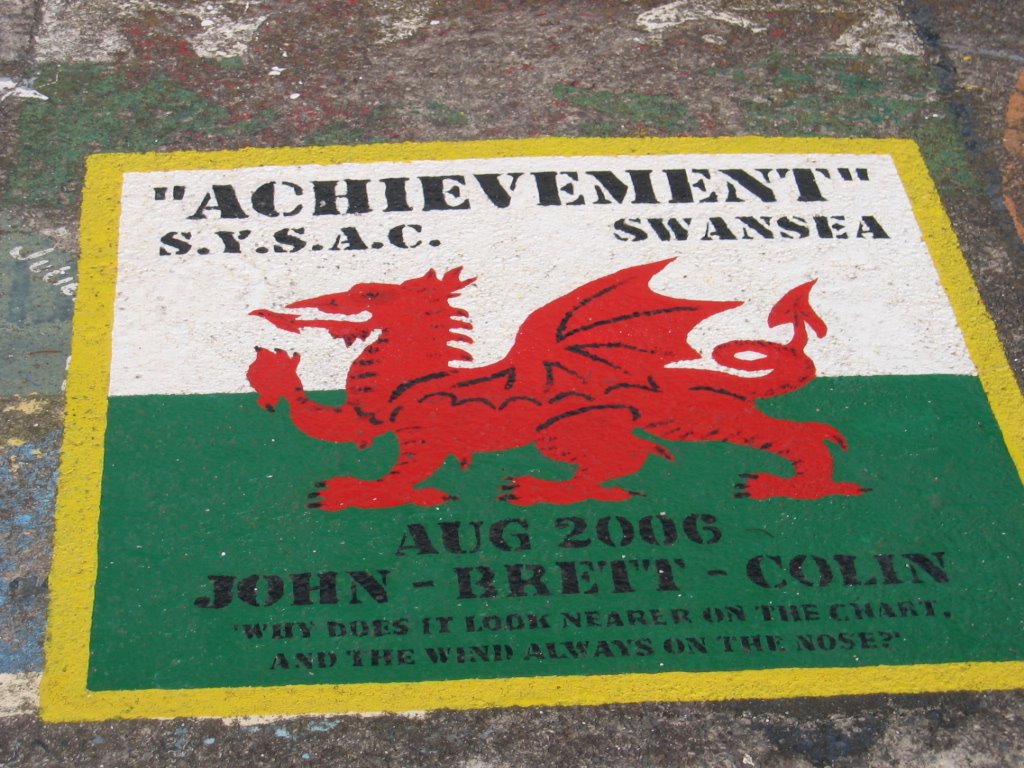 "ACHIEVEMENT"
S.Y.S.A.C. SWANSEA
AUG 2006
JOHN - BRETT - COLIN
'WHY DOES IT LOOK NEARER ON THE CHART,
AND THE WIND ALWAYS ON THE NOSE?'